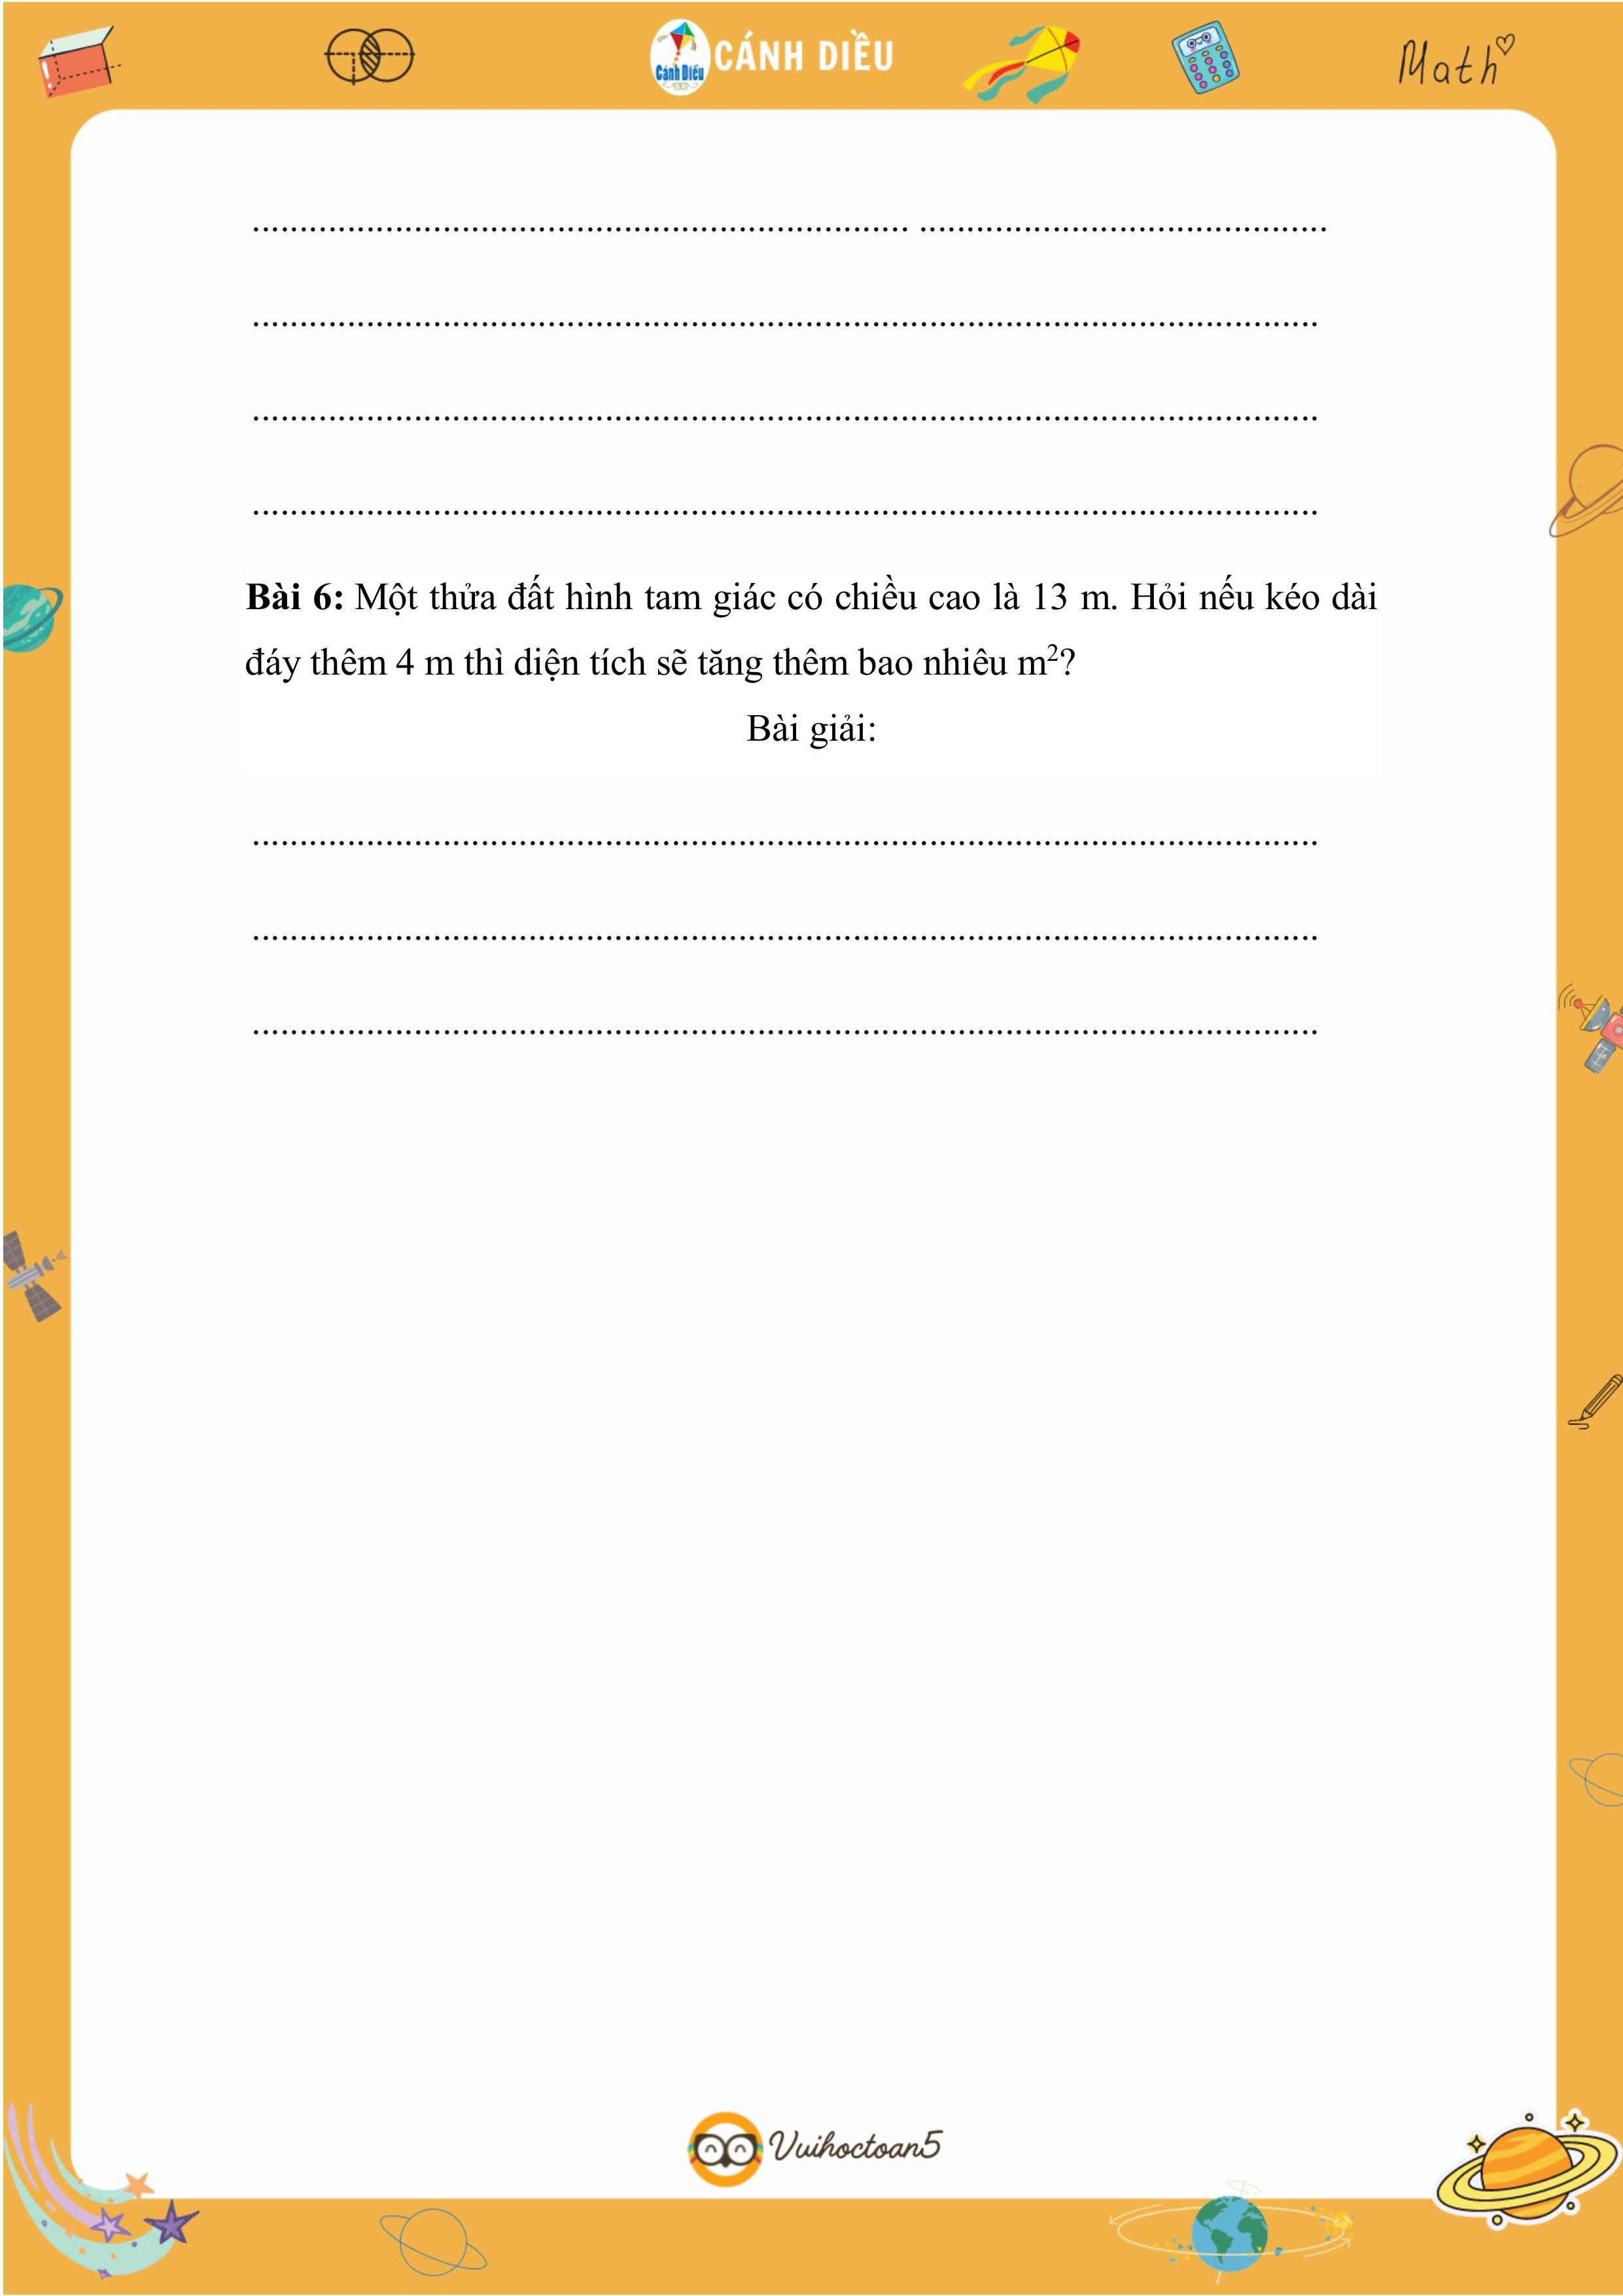 Cánh Diều CÁNH DIỀU Math
........................................................................ .............................................
.....................................................................................................................
.....................................................................................................................
.....................................................................................................................
Bài 6: Một thửa đất hình tam giác có chiều cao là 13 m. Hỏi nếu kéo dài
đáy thêm 4 m thì diện tích sẽ tăng thêm bao nhiêu m²?
Bài giải:
.....................................................................................................................
.....................................................................................................................
.....................................................................................................................
Vuihoctoan5